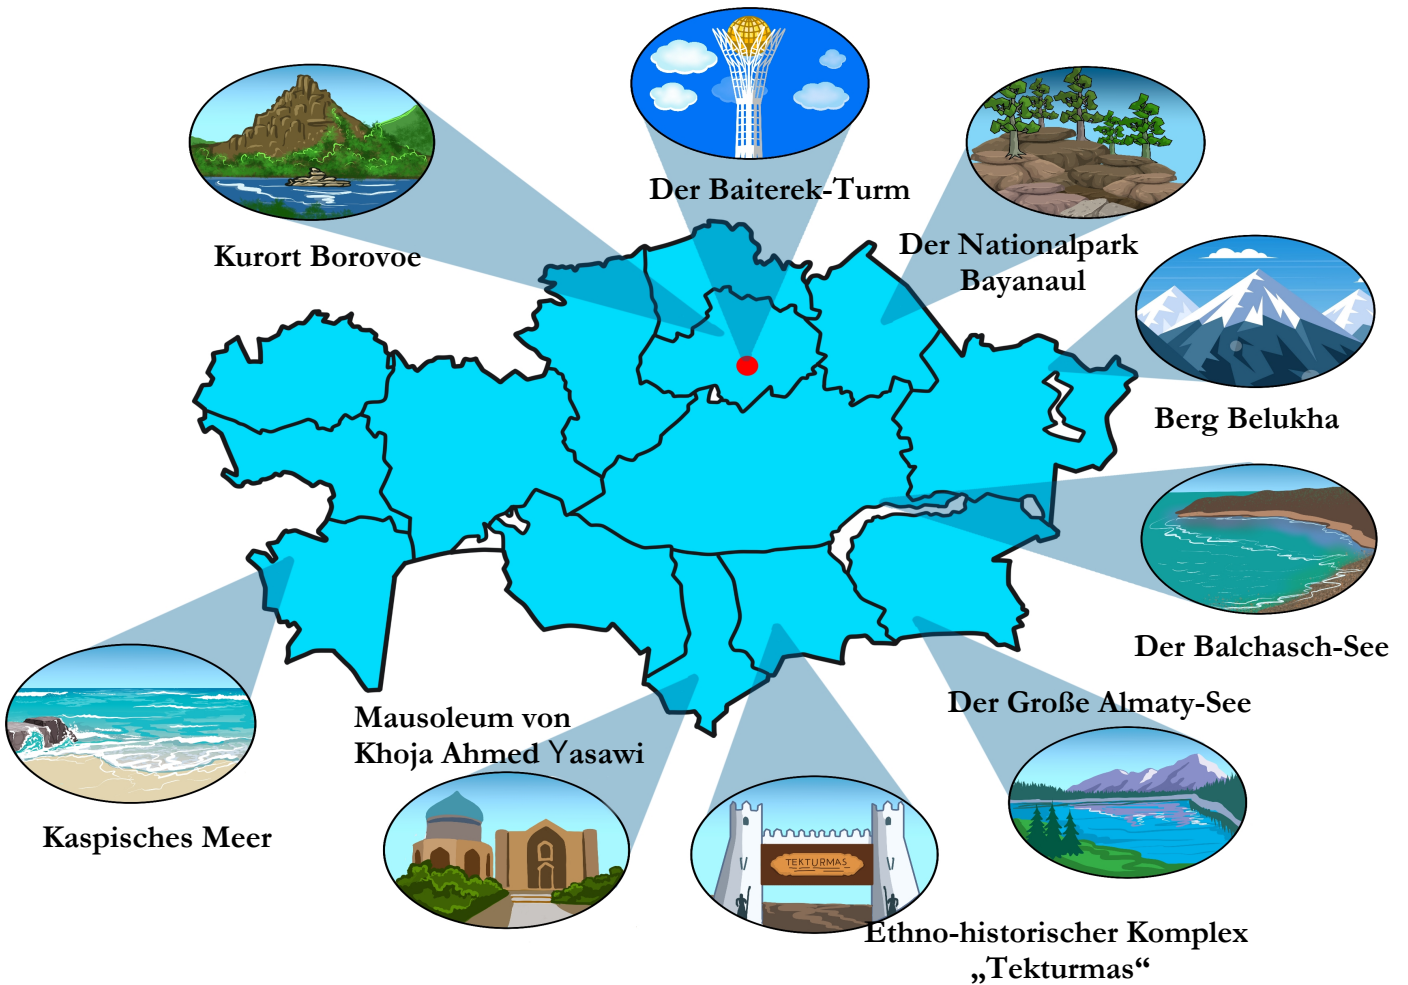 Der Baiterek-Turm
Kurort Borovoe
Der Nationalpark
Bayanaul
Berg Belukha
Der Balchasch-See
Der Große Almaty-See
Mausoleum von
Khoja Ahmed Yasawi
Kaspisches Meer
TEKTURMAS
Ethno-historischer Komplex
„Tekturmas“